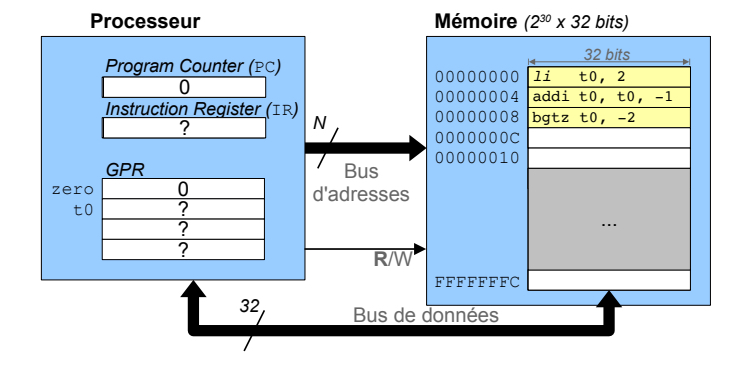 Processeur
Mémoire (2³⁰ x 32 bits)
Program Counter (PC)
0
Instruction Register (IR)
?
GPR
zero 0
t0 ?
?
?
N
Bus
d'adresses
R/W
32 bits
00000000 li t0, 2
00000004 addi t0, t0, -1
00000008 bgtz t0, -2
0000000C
00000010
...
FFFFFFFC
32
Bus de données